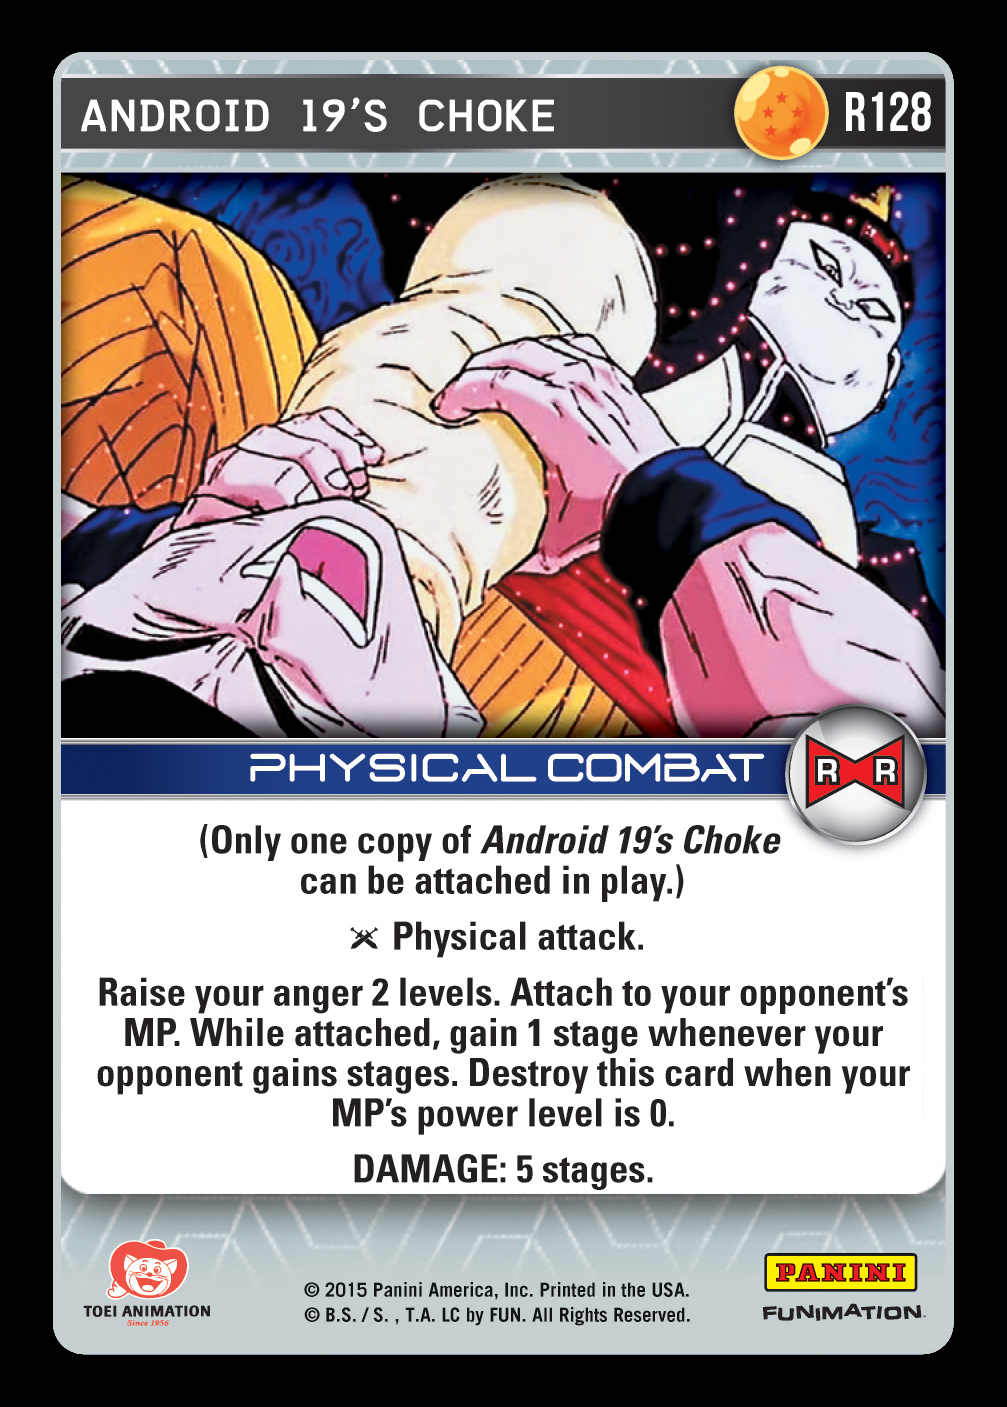 ANDROID 19'S CHOKE
R128
PHYSICAL COMBAT
R R
(Only one copy of Android 19's Choke
can be attached in play.)
Physical attack.
Raise your anger 2 levels. Attach to your opponent's
MP. While attached, gain 1 stage whenever your
opponent gains stages. Destroy this card when your
MP's power level is 0.
DAMAGE: 5 stages.
TOEI ANIMATION
Since 1956
© 2015 Panini America, Inc. Printed in the USA.
© B.S. / S. , T.A. LC by FUN. All Rights Reserved.
PANINI
FUNIMATION